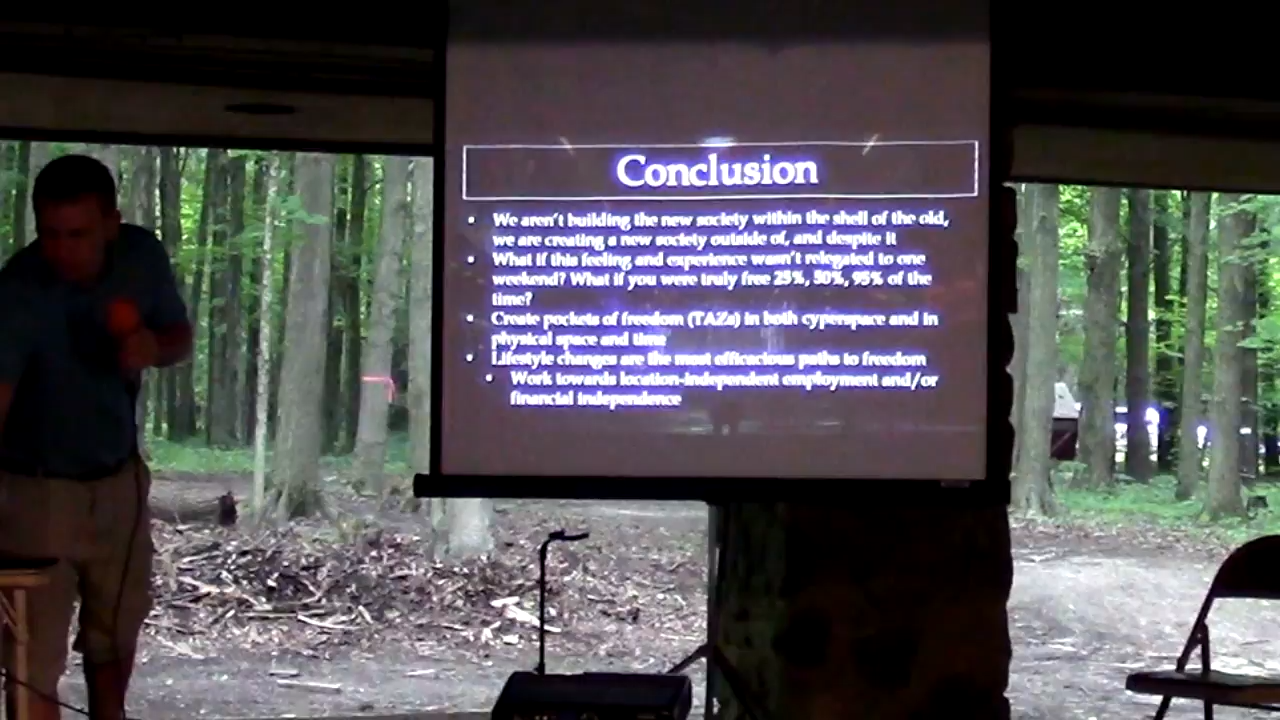 Conclusion
We aren't building the new society within the shell of the old,
we are creating a new society outside of, and despite it
What if this feeling and experience wasn't relegated to one
weekend? What if you were truly free 25%, 50%, 95% of the
time?
Create pockets of freedom (TAZs) in both cyperspace and in
physical space and time
Lifestyle changes are the most efficacious paths to freedom
Work towards location-independent employment and/or
financial independence